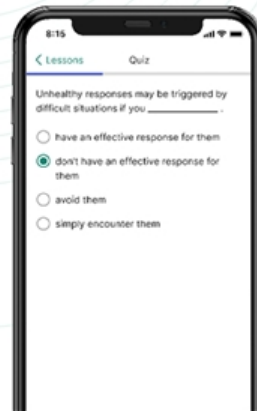 8:15
Lessons
Quiz
Unhealthy responses may be triggered by
difficult situations if you ____________ .
have an effective response for them
don't have an effective response for
them
avoid them
simply encounter them